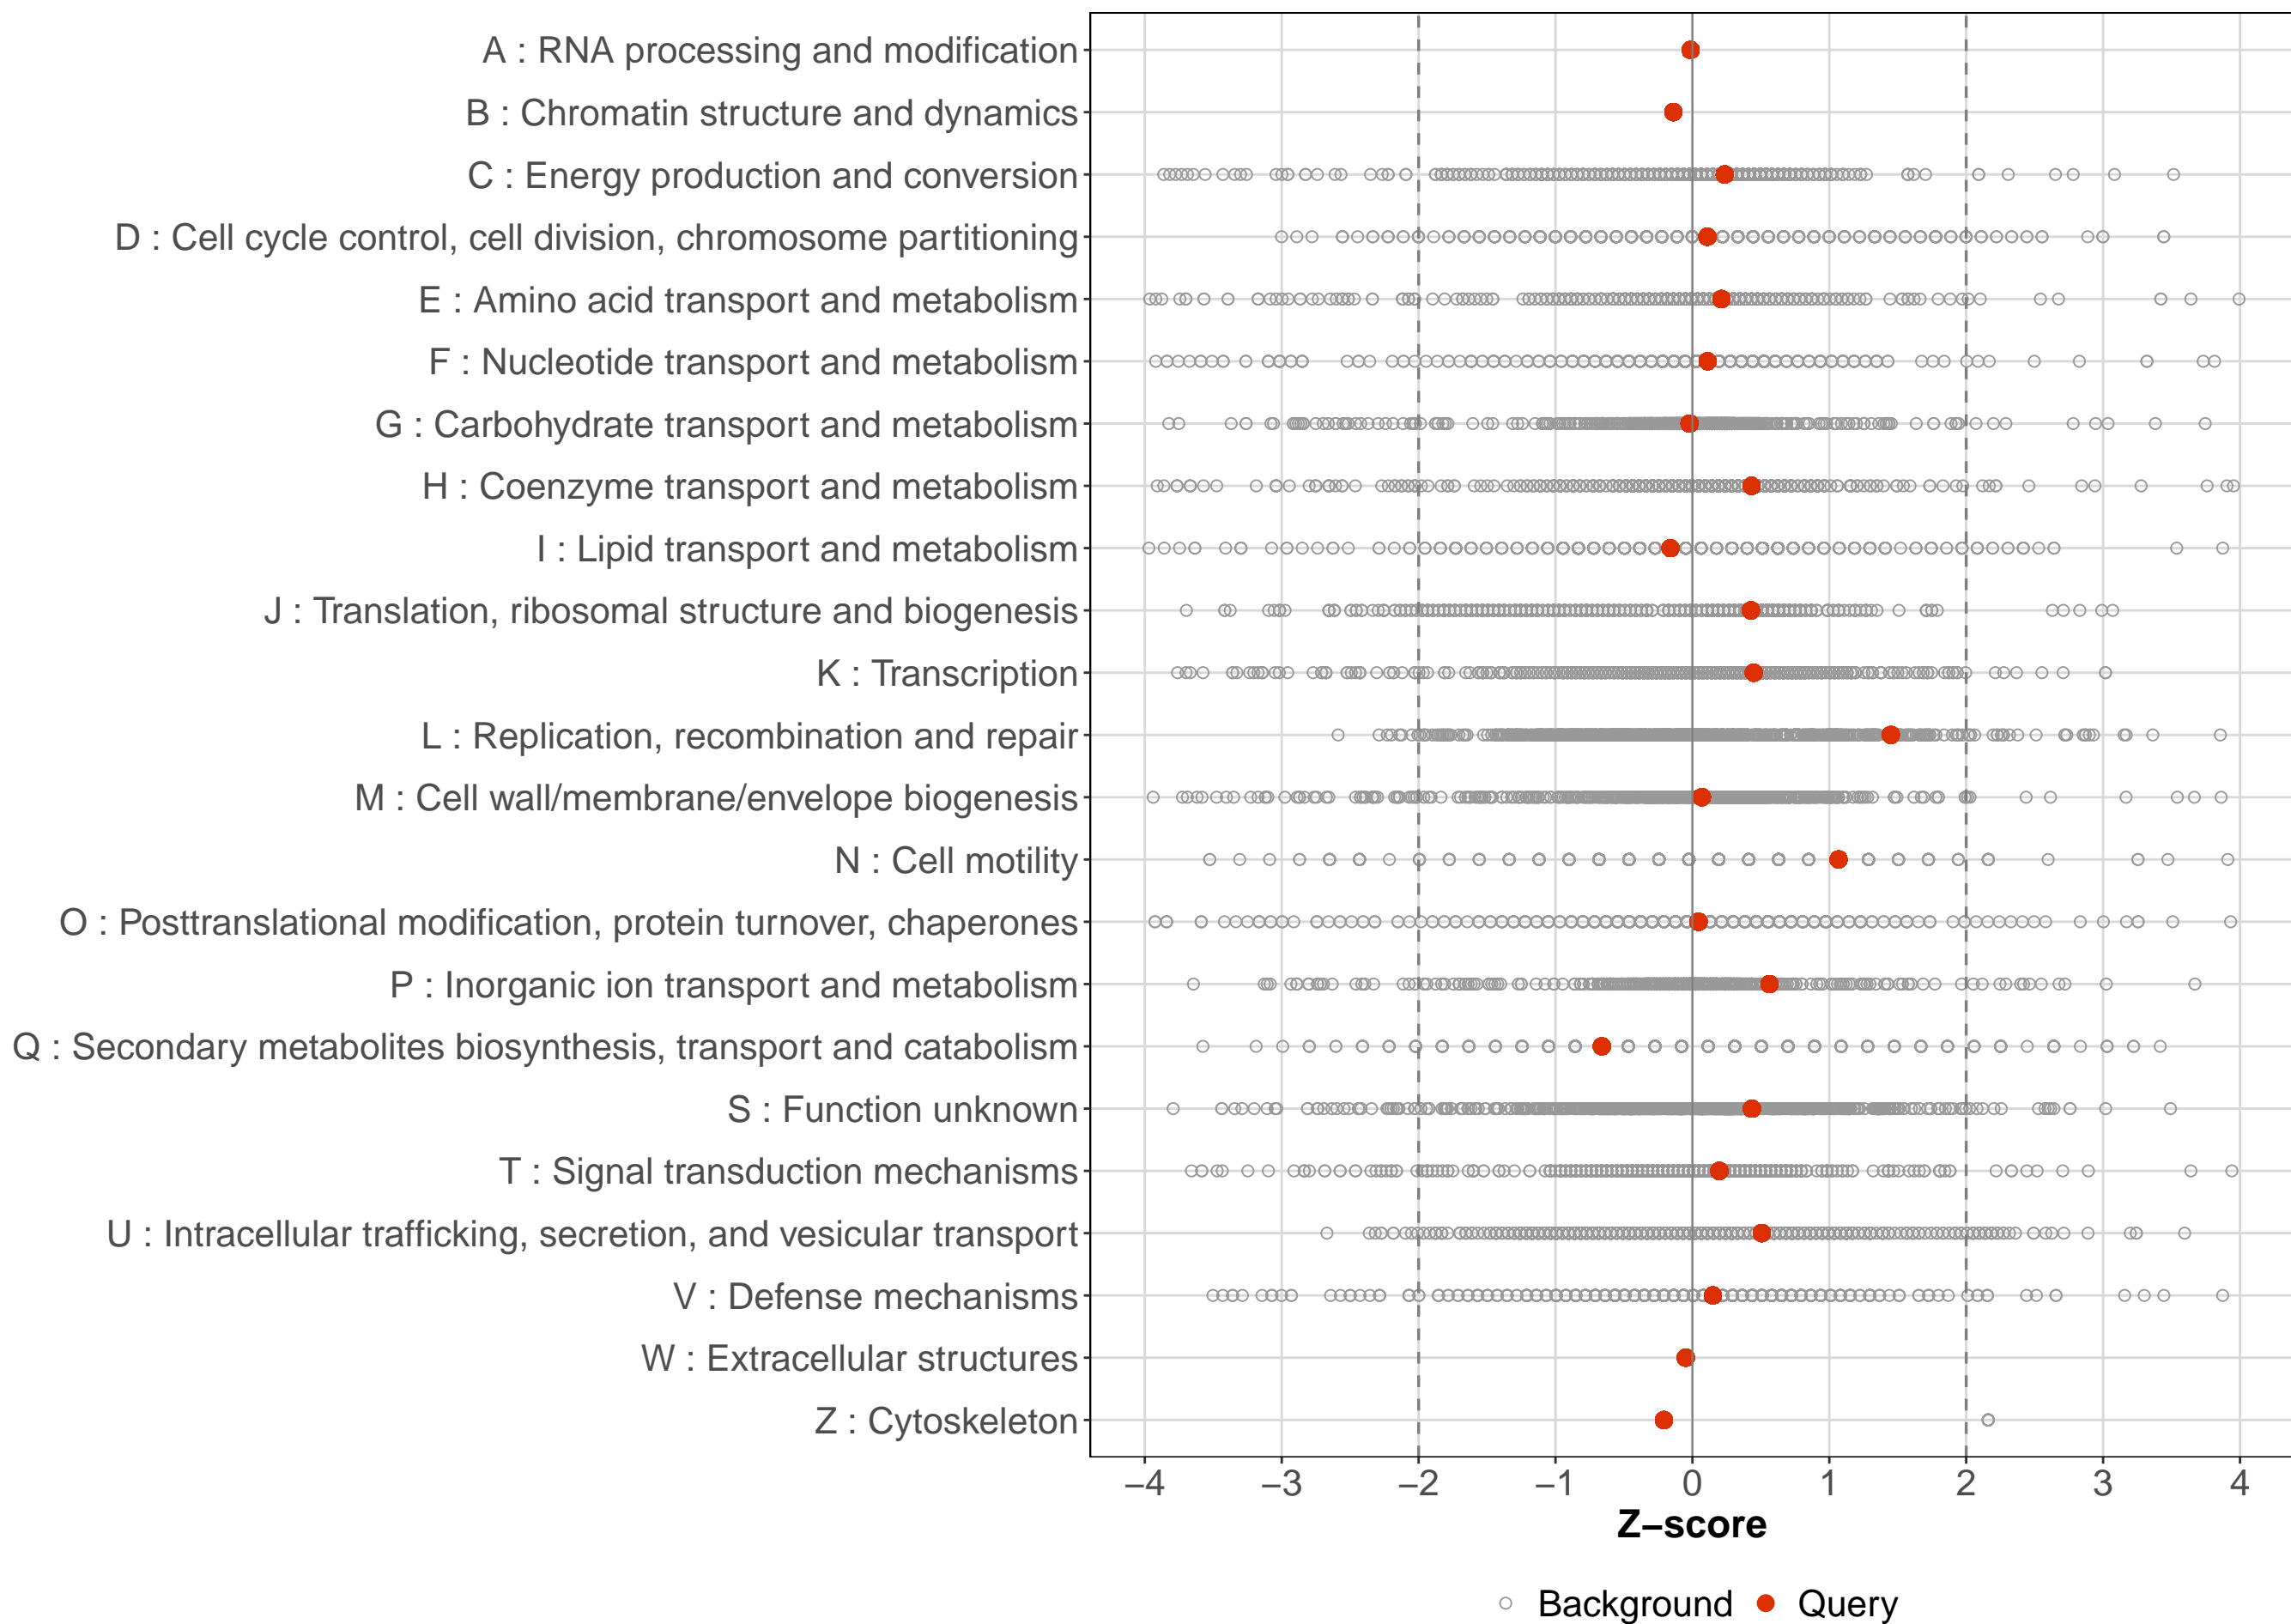 A : RNA processing and modification
B : Chromatin structure and dynamics
C : Energy production and conversion
D : Cell cycle control, cell division, chromosome partitioning
E : Amino acid transport and metabolism
F : Nucleotide transport and metabolism
G : Carbohydrate transport and metabolism
H : Coenzyme transport and metabolism
I : Lipid transport and metabolism
J : Translation, ribosomal structure and biogenesis
K : Transcription
L : Replication, recombination and repair
M : Cell wall/membrane/envelope biogenesis
N : Cell motility
O : Posttranslational modification, protein turnover, chaperones
P : Inorganic ion transport and metabolism
Q : Secondary metabolites biosynthesis, transport and catabolism
S : Function unknown
T : Signal transduction mechanisms
U : Intracellular trafficking, secretion, and vesicular transport
V : Defense mechanisms
W : Extracellular structures
Z : Cytoskeleton
−4 −3 −2 −1 0 1 2 3 4
Z−score
Background Query